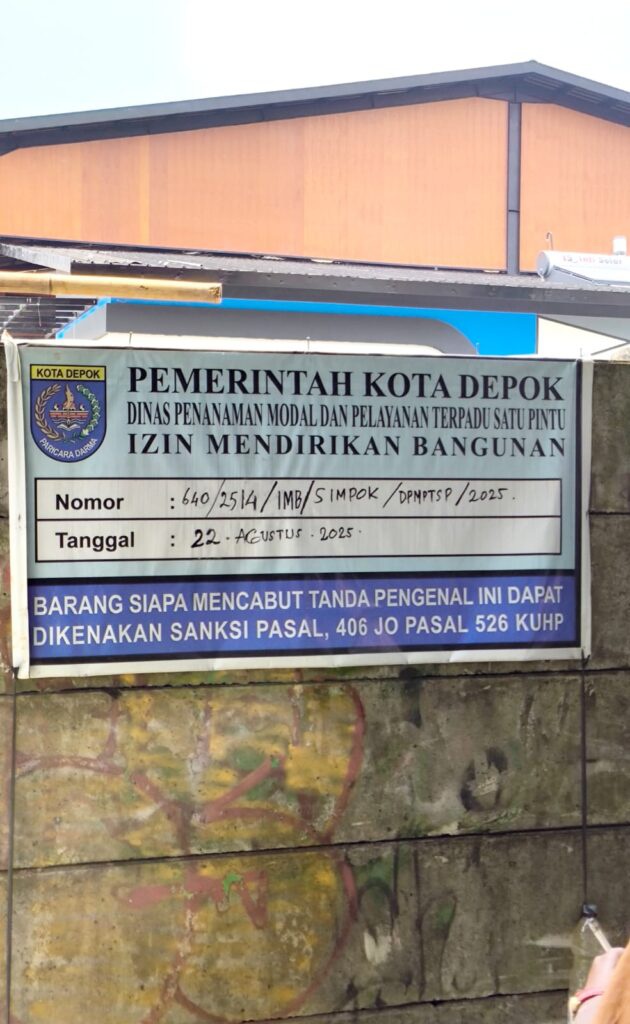 KOTA DEPOK
PARICARA DARMA
PEMERINTAH KOTA DEPOK
DINAS PENANAMAN MODAL DAN PELAYANAN TERPADU SATU PINTU
IZIN MENDIRIKAN BANGUNAN
Nomor : 640/2514/IMB/SIMPOK/DPMPTSP/2025.
Tanggal : 22. AGUSTUS. 2025.
BARANG SIAPA MENCABUT TANDA PENGENAL INI DAPAT
DIKENAKAN SANKSI PASAL, 406 JO PASAL 526 KUHP